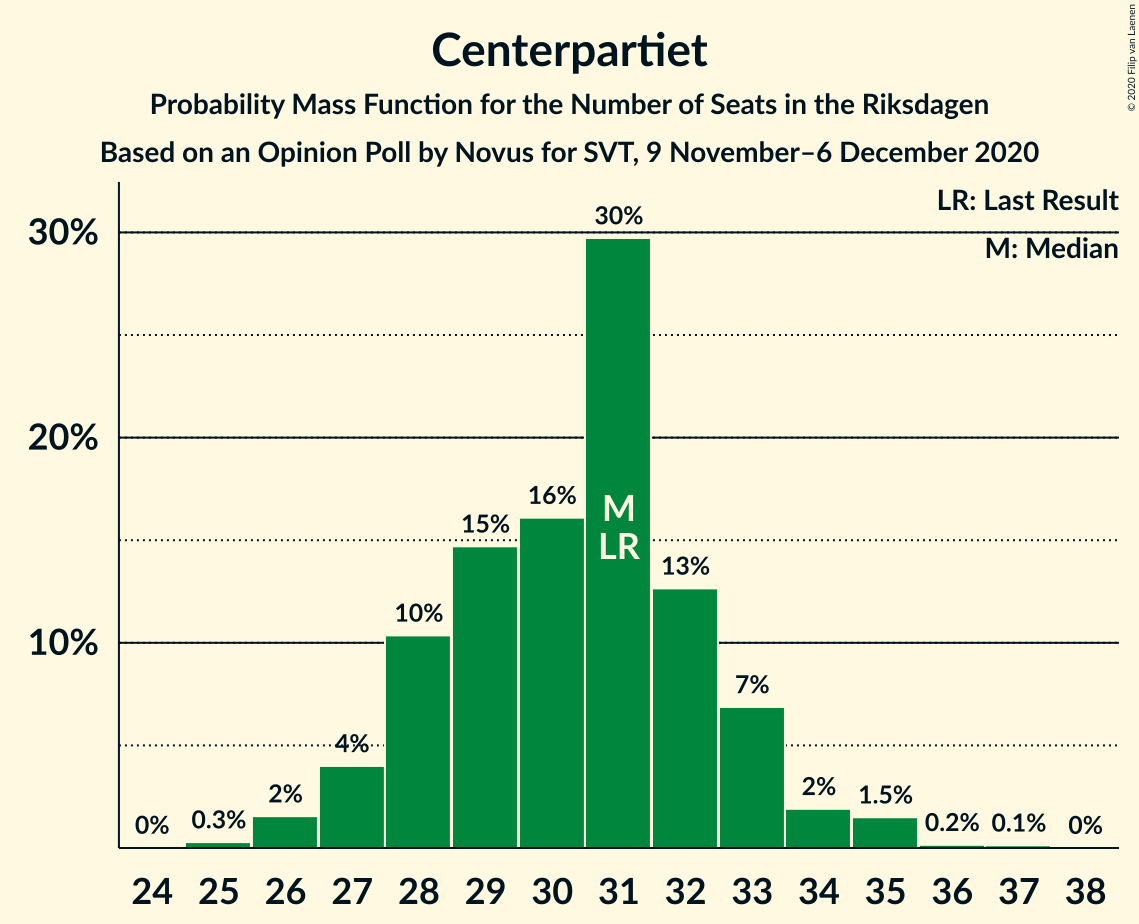 Centerpartiet
Probability Mass Function for the Number of Seats in the Riksdagen
Based on an Opinion Poll by Novus for SVT, 9 November–6 December 2020
© 2020 Filip van Laenen
LR: Last Result
M: Median
30%
20%
10%
0%
0.3%
2%
4%
10%
15%
16%
30%
13%
7%
2%
1.5%
0.2%
0.1%
0%
M
LR
24 25 26 27 28 29 30 31 32 33 34 35 36 37 38